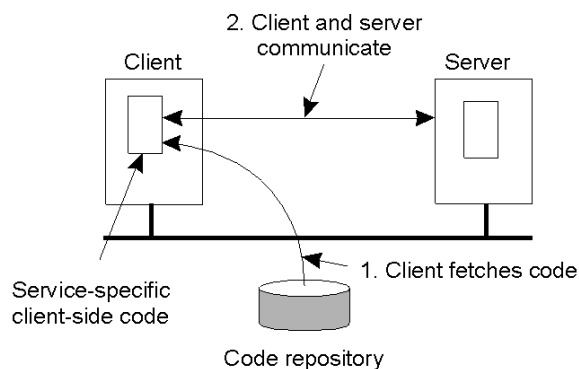 2. Client and server
communicate
Client
Server
1. Client fetches code
Service-specific
client-side code
Code repository